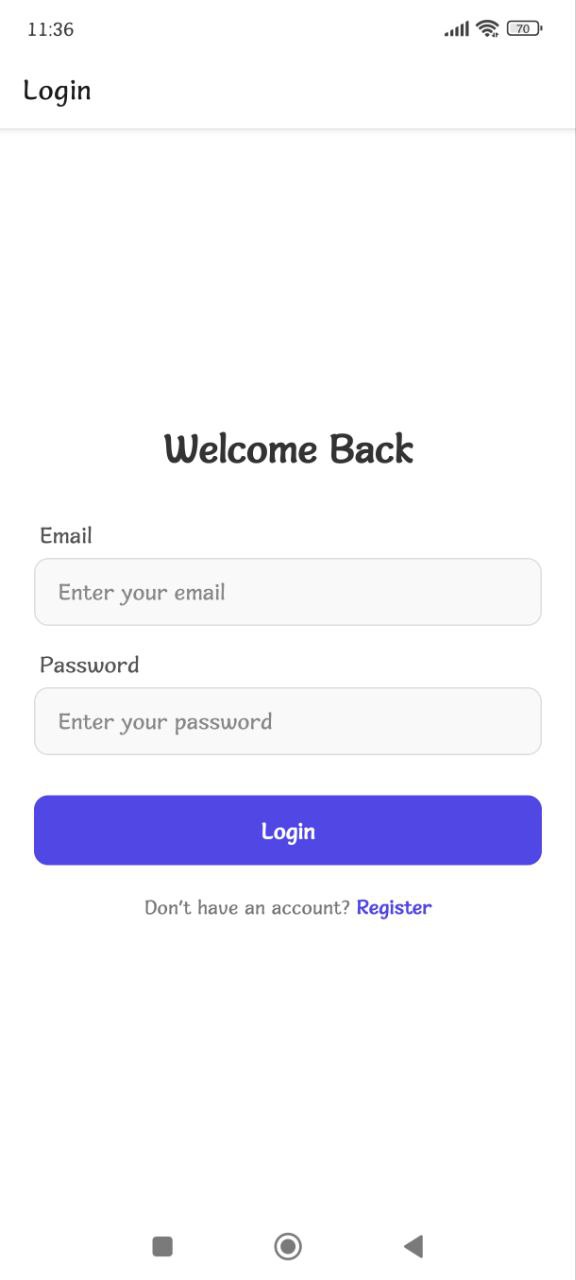 11:36
70
Login
Welcome Back
Email
Enter your email
Password
Enter your password
Login
Don't have an account? Register